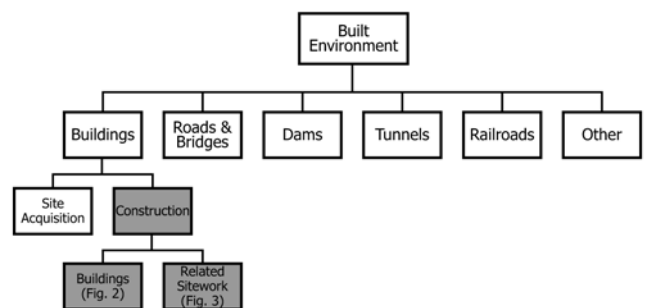 Built
Environment
Buildings
Roads &
Bridges
Dams
Tunnels
Railroads
Other
Site
Acquisition
Construction
Buildings
(Fig. 2)
Related
Sitework
(Fig. 3)